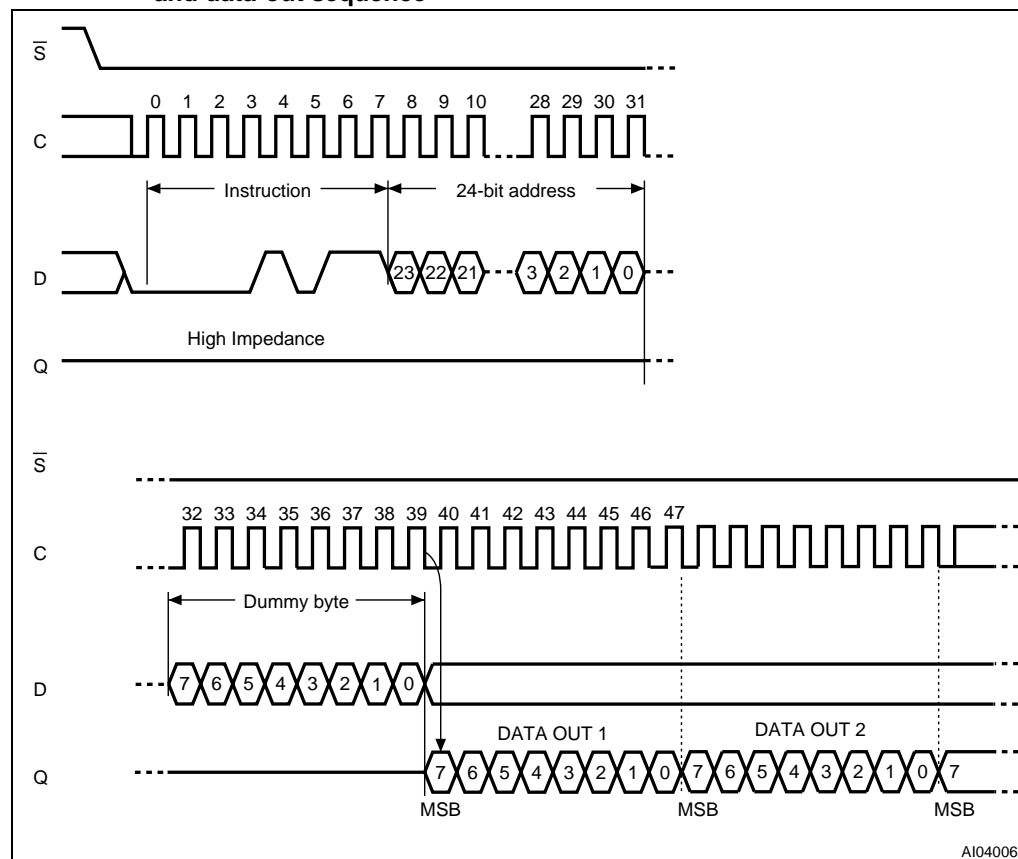 and data-out sequence
S
0 1 2 3 4 5 6 7 8 9 10 28 29 30 31
C
Instruction 24-bit address
D
23 22 21 3 2 1 0
High Impedance
Q
S
32 33 34 35 36 37 38 39 40 41 42 43 44 45 46 47
C
Dummy byte
D
7 6 5 4 3 2 1 0
DATA OUT 1 DATA OUT 2
Q
7 6 5 4 3 2 1 0 7 6 5 4 3 2 1 0 7
MSB MSB MSB
AI04006